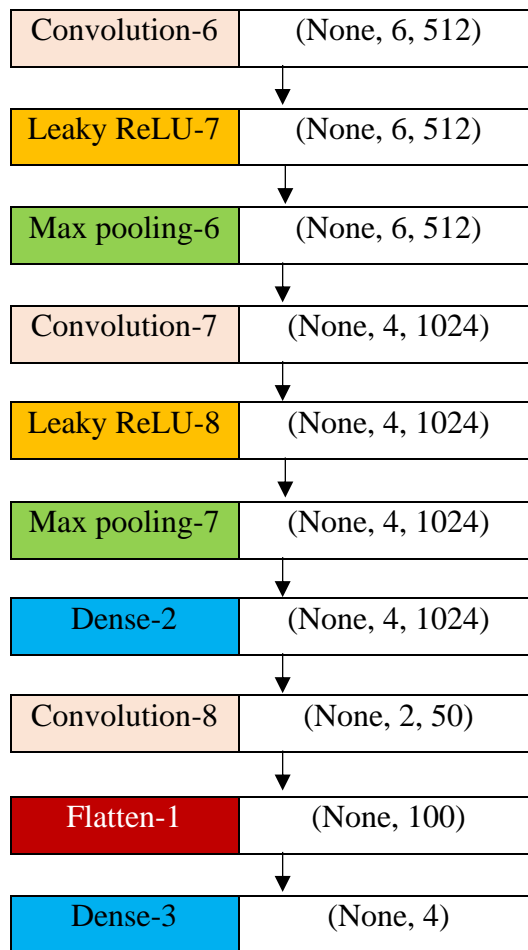 Convolution-6 (None, 6, 512)
Leaky ReLU-7 (None, 6, 512)
Max pooling-6 (None, 6, 512)
Convolution-7 (None, 4, 1024)
Leaky ReLU-8 (None, 4, 1024)
Max pooling-7 (None, 4, 1024)
Dense-2 (None, 4, 1024)
Convolution-8 (None, 2, 50)
Flatten-1 (None, 100)
Dense-3 (None, 4)